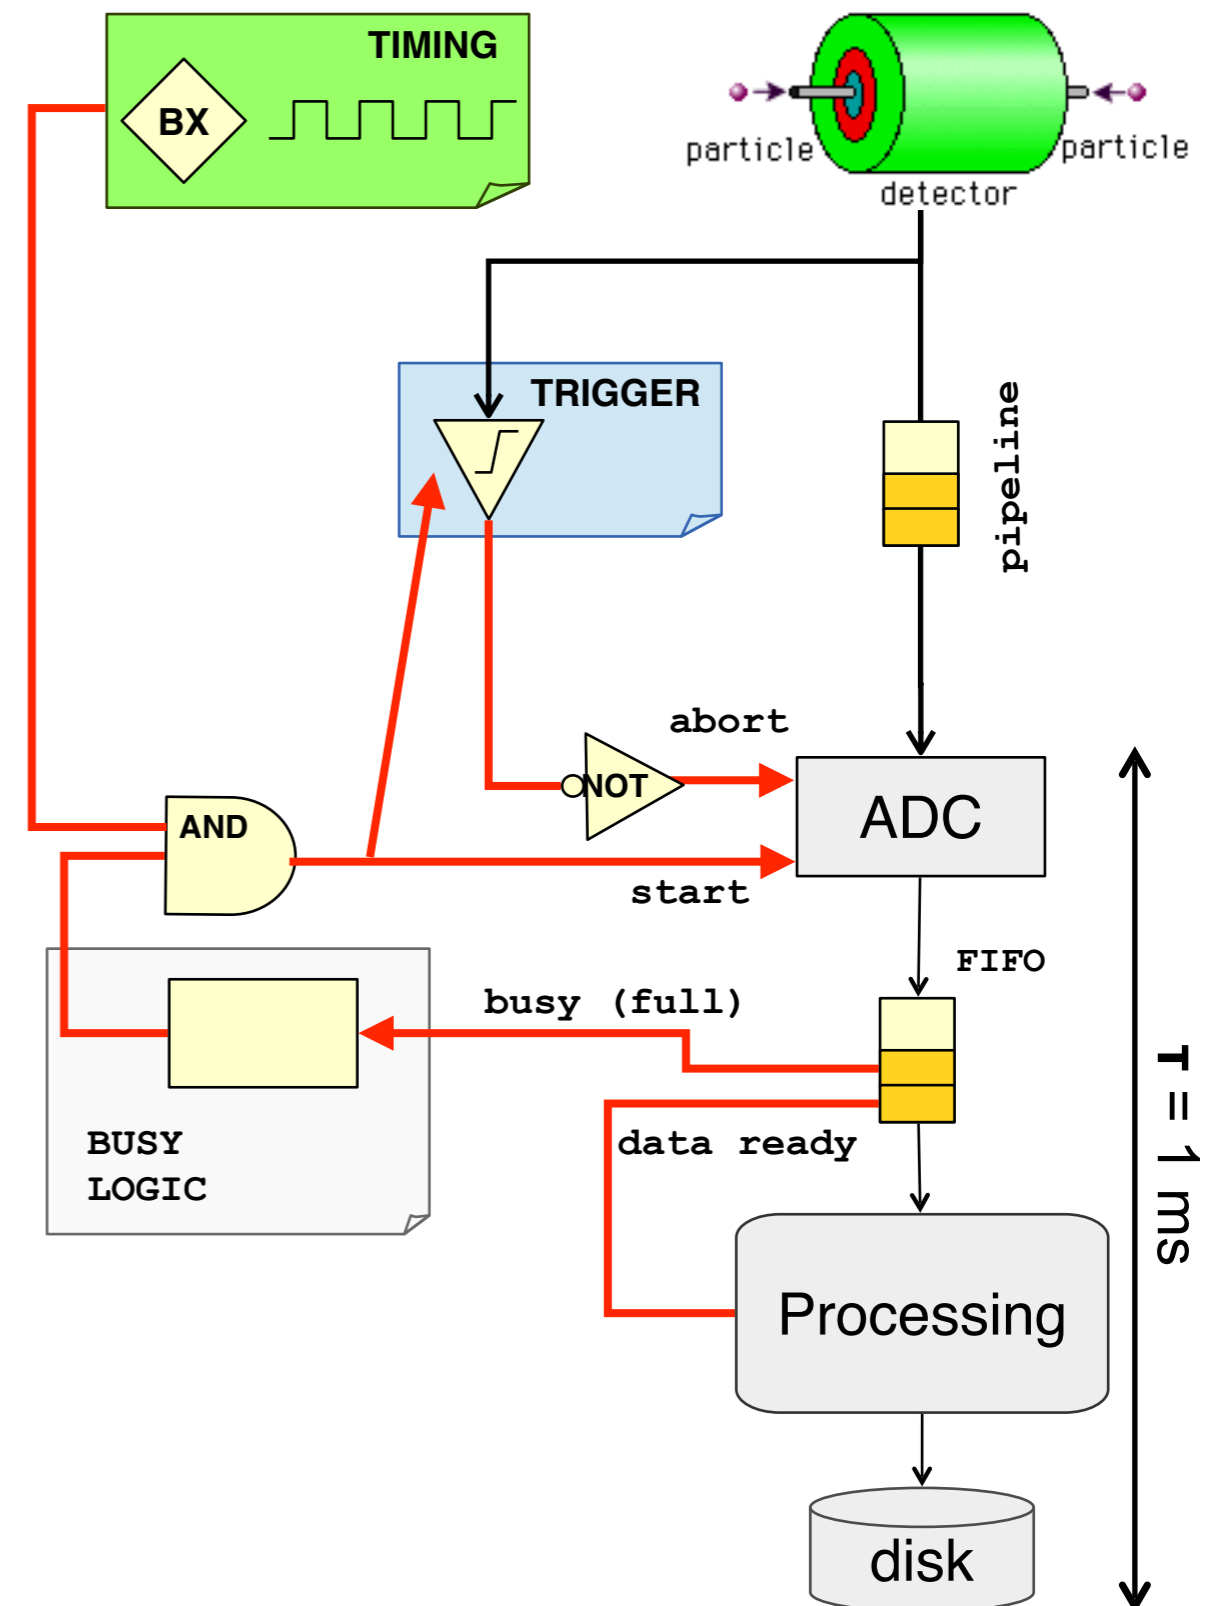 TIMING
BX
particle
particle
detector
TRIGGER
pipeline
abort
NOT
ADC
AND
start
FIFO
busy (full)
data ready
BUSY
LOGIC
τ = 1 ms
Processing
disk